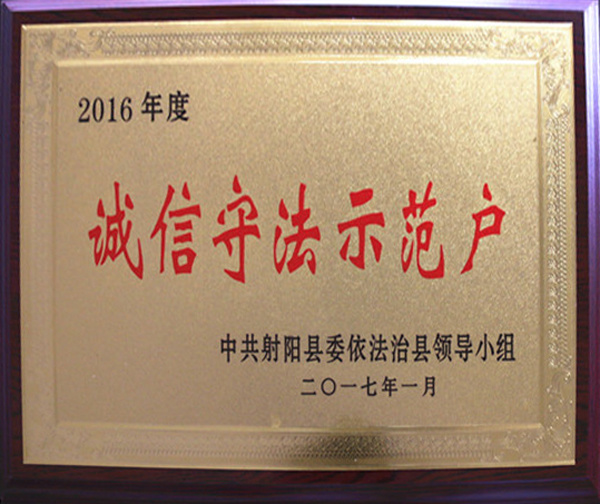 2016年度
诚信守法示范户
中共射阳县委依法治县领导小组
二〇一七年一月